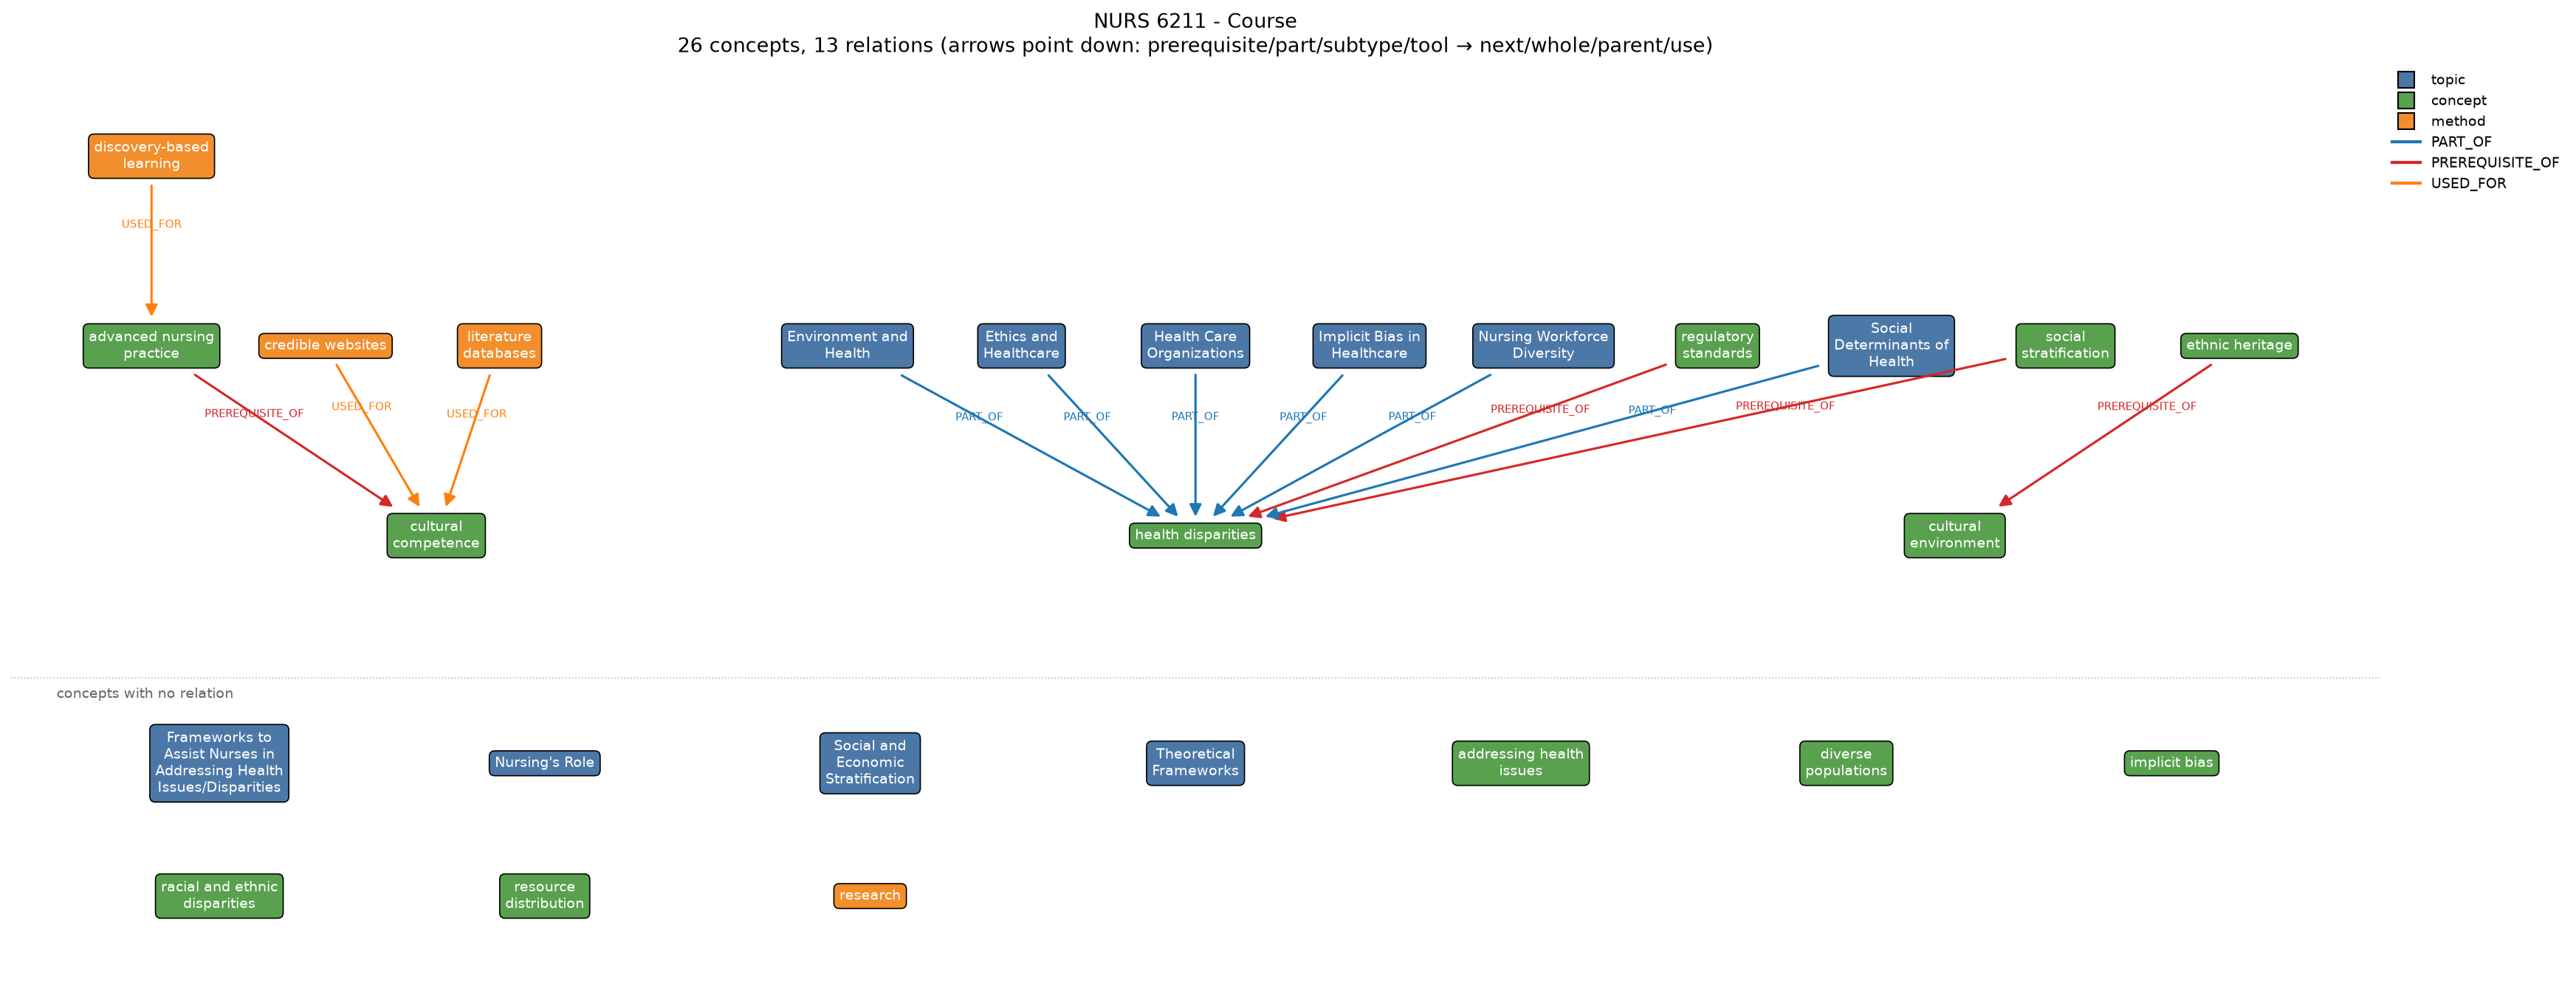 NURS 6211 - Course
26 concepts, 13 relations (arrows point down: prerequisite/part/subtype/tool → next/whole/parent/use)
topic
concept
method
PART_OF
PREREQUISITE_OF
USED_FOR
discovery-based
learning
USED_FOR
advanced nursing
practice
credible websites
literature
databases
Environment and
Health
Ethics and
Healthcare
Health Care
Organizations
Implicit Bias in
Healthcare
Nursing Workforce
Diversity
regulatory
standards
Social
Determinants of
Health
social
stratification
ethnic heritage
PREREQUISITE_OF
USED_FOR
USED_FOR
PART_OF
PART_OF
PART_OF
PART_OF
PART_OF
PREREQUISITE_OF
PART_OF
PREREQUISITE_OF
PREREQUISITE_OF
cultural
competence
health disparities
cultural
environment
concepts with no relation
Frameworks to
Assist Nurses in
Addressing Health
Issues/Disparities
Nursing's Role
Social and
Economic
Stratification
Theoretical
Frameworks
addressing health
issues
diverse
populations
implicit bias
racial and ethnic
disparities
resource
distribution
research